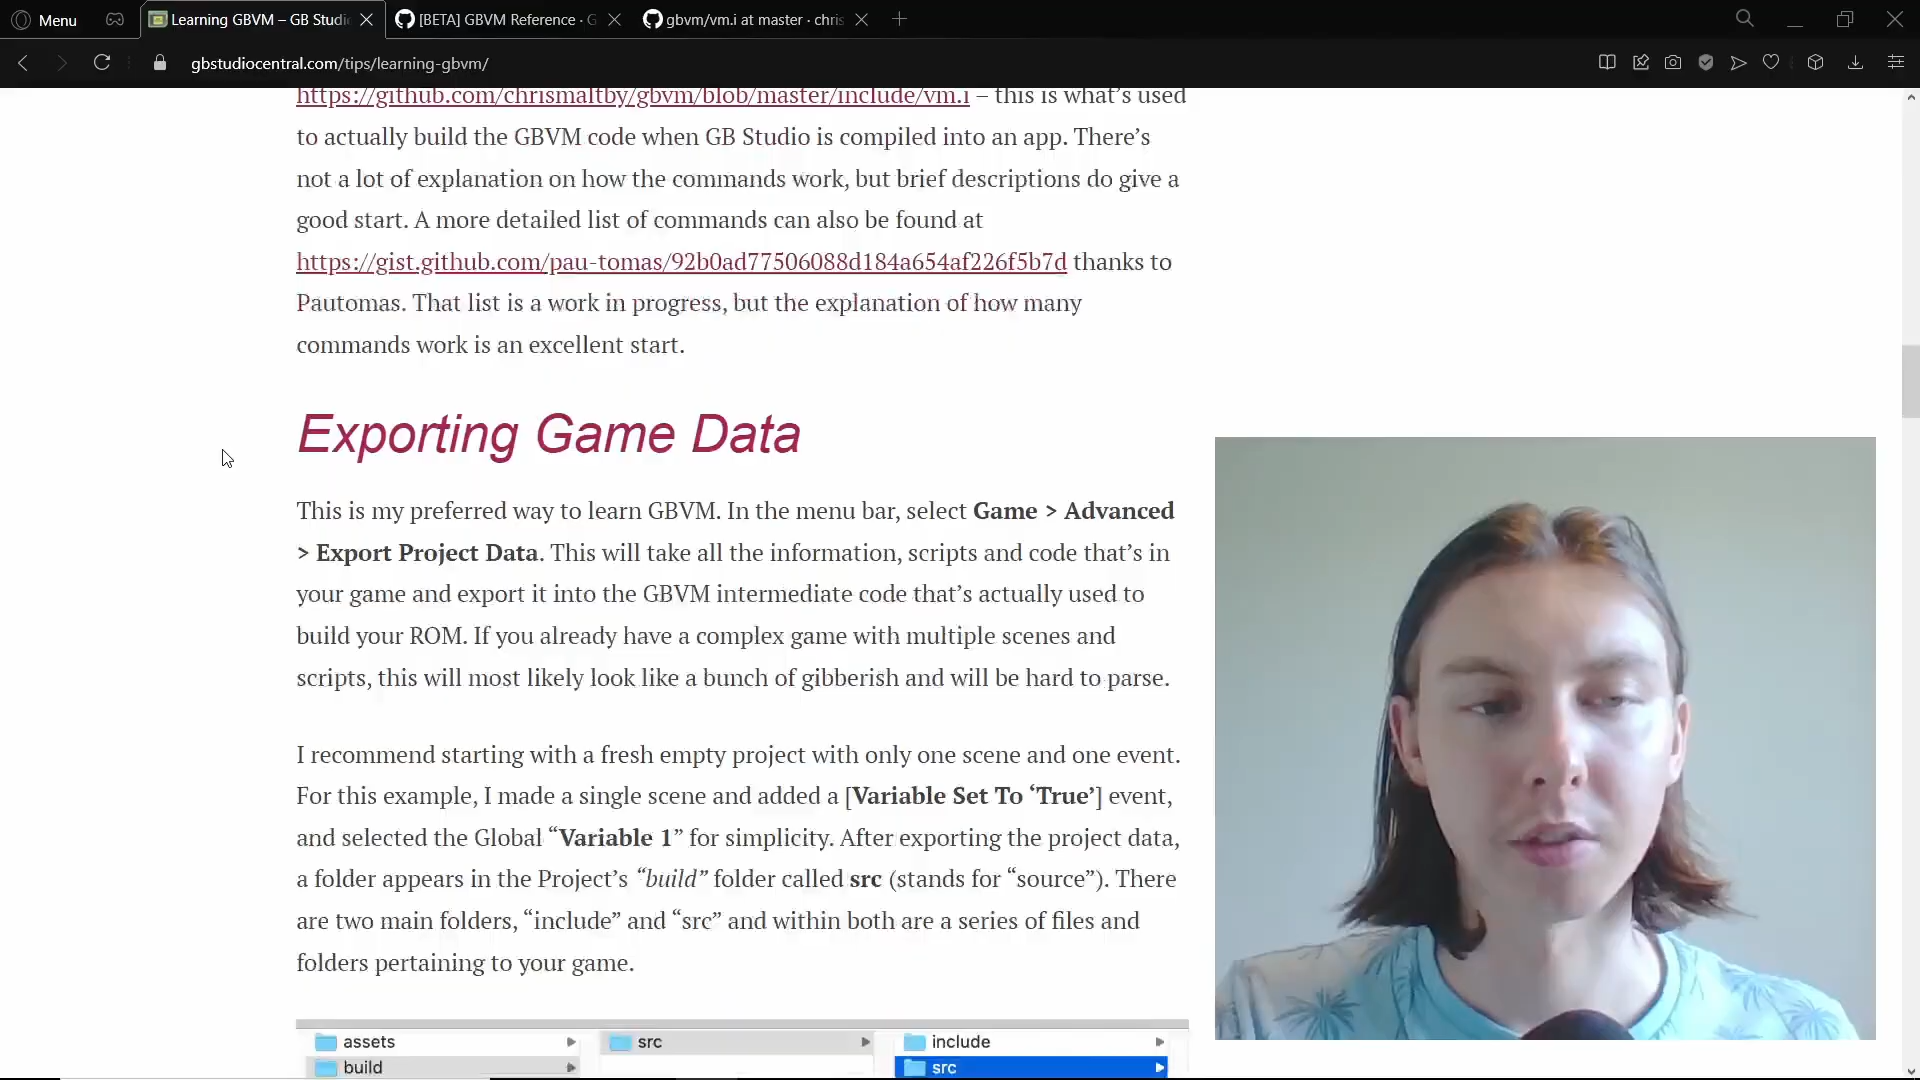 Menu
Learning GBVM – GB Studi
[BETA] GBVM Reference · G
gbvm/vm.i at master · chris
gbstudiocentral.com/tips/learning-gbvm/
https://github.com/chrismaltby/gbvm/blob/master/include/vm.i – this is what’s used
to actually build the GBVM code when GB Studio is compiled into an app. There’s
not a lot of explanation on how the commands work, but brief descriptions do give a
good start. A more detailed list of commands can also be found at
https://gist.github.com/pau-tomas/92b0ad77506088d184a654af226f5b7d thanks to
Pautomas. That list is a work in progress, but the explanation of how many
commands work is an excellent start.
Exporting Game Data
This is my preferred way to learn GBVM. In the menu bar, select Game > Advanced
> Export Project Data. This will take all the information, scripts and code that’s in
your game and export it into the GBVM intermediate code that’s actually used to
build your ROM. If you already have a complex game with multiple scenes and
scripts, this will most likely look like a bunch of gibberish and will be hard to parse.
I recommend starting with a fresh empty project with only one scene and one event.
For this example, I made a single scene and added a [Variable Set To ‘True’] event,
and selected the Global “Variable 1” for simplicity. After exporting the project data,
a folder appears in the Project’s “build” folder called src (stands for “source”). There
are two main folders, “include” and “src” and within both are a series of files and
folders pertaining to your game.
assets
src
include
build
src